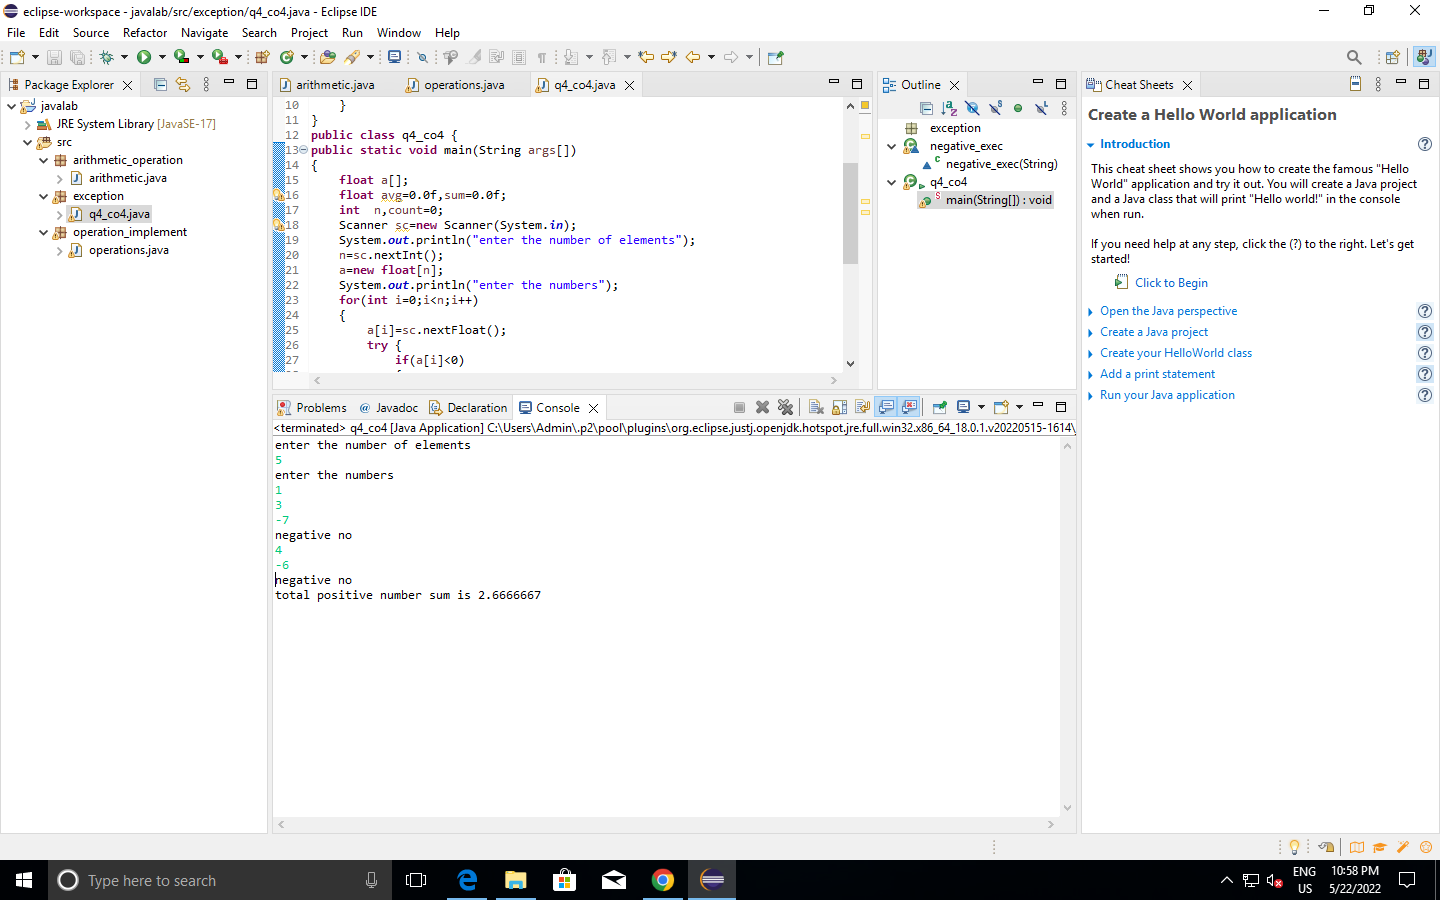 eclipse-workspace - javalab/src/exception/q4_co4.java - Eclipse IDE
File Edit Source Refactor Navigate Search Project Run Window Help
Package Explorer
javalab
JRE System Library [JavaSE-17]
src
arithmetic_operation
arithmetic.java
exception
q4_co4.java
operation_implement
operations.java
arithmetic.java operations.java q4_co4.java
10 }
11 }
12 public class q4_co4 {
13 public static void main(String args[])
14 {
15 float a[];
16 float avg=0.0f,sum=0.0f;
17 int n,count=0;
18 Scanner sc=new Scanner(System.in);
19 System.out.println("enter the number of elements");
20 n=sc.nextInt();
21 a=new float[n];
22 System.out.println("enter the numbers");
23 for(int i=0;i<n;i++)
24 {
25 a[i]=sc.nextFloat();
26 try {
27 if(a[i]<0)
Outline
exception
negative_exec
negative_exec(String)
q4_co4
main(String[]) : void
Problems @ Javadoc Declaration Console
<terminated> q4_co4 [Java Application] C:\Users\Admin\.p2\pool\plugins\org.eclipse.justj.openjdk.hotspot.jre.full.win32.x86_64_18.0.1.v20220515-1614\
enter the number of elements
5
enter the numbers
1
3
-7
negative no
4
-6
negative no
total positive number sum is 2.6666667
Cheat Sheets
Create a Hello World application
Introduction
This cheat sheet shows you how to create the famous "Hello
World" application and try it out. You will create a Java project
and a Java class that will print "Hello world!" in the console
when run.
If you need help at any step, click the (?) to the right. Let's get
started!
Click to Begin
Open the Java perspective
Create a Java project
Create your HelloWorld class
Add a print statement
Run your Java application
Type here to search
ENG
US
10:58 PM
5/22/2022